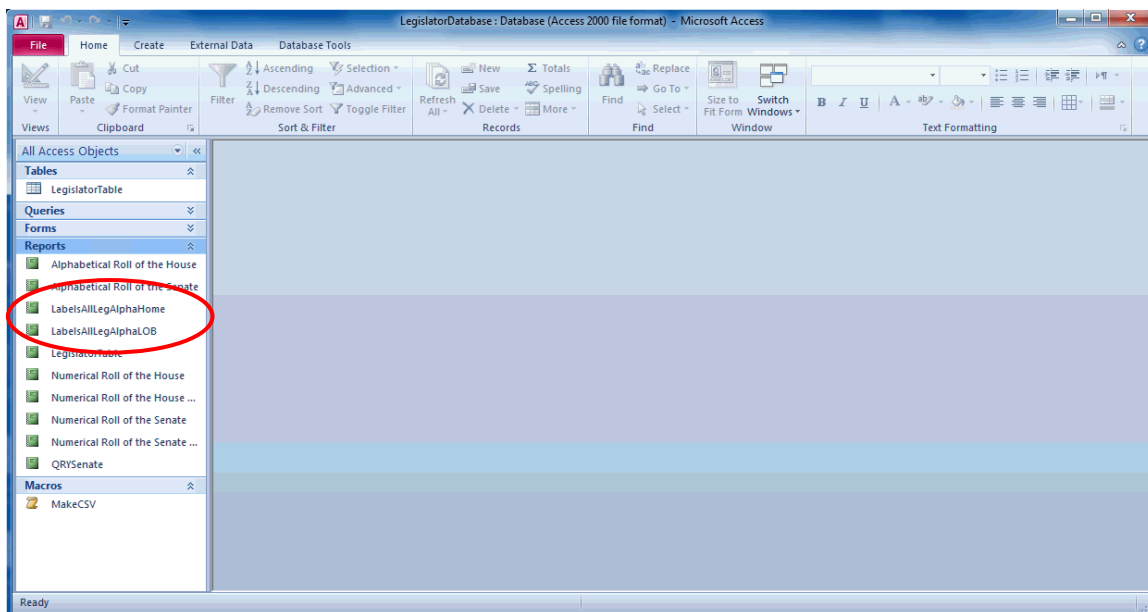 LegislatorDatabase : Database (Access 2000 file format) - Microsoft Access
File Home Create External Data Database Tools
View
Paste
Cut
Copy
Format Painter
Filter
Ascending
Descending
Remove Sort
Selection
Advanced
Toggle Filter
Refresh All
New
Save
Delete
Totals
Spelling
More
Find
Replace
Go To
Select
Size to Fit Form
Switch Windows
B I U A ab A
Views Clipboard Sort & Filter Records Find Window Text Formatting
All Access Objects
Tables
LegislatorTable
Queries
Forms
Reports
Alphabetical Roll of the House
Alphabetical Roll of the Senate
LabelsAllLegAlphaHome
LabelsAllLegAlphaLOB
LegislatorTable
Numerical Roll of the House
Numerical Roll of the House ...
Numerical Roll of the Senate
Numerical Roll of the Senate ...
QRYSenate
Macros
MakeCSV
Ready